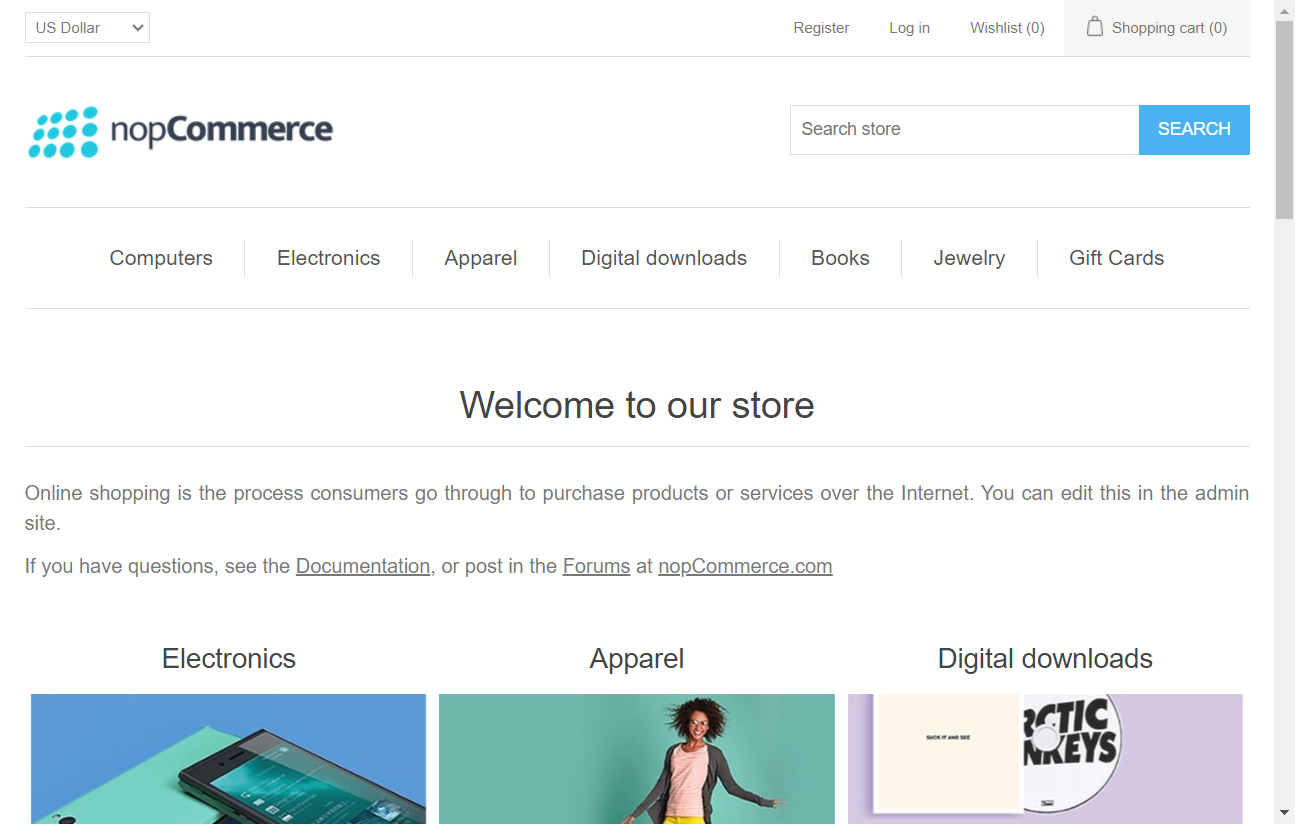 US Dollar
Register
Log in
Wishlist (0)
Shopping cart (0)
nopCommerce
Search store
SEARCH
Computers
Electronics
Apparel
Digital downloads
Books
Jewelry
Gift Cards
Welcome to our store
Online shopping is the process consumers go through to purchase products or services over the Internet. You can edit this in the admin
site.
If you have questions, see the Documentation, or post in the Forums at nopCommerce.com
Electronics
Apparel
Digital downloads
SUCK IT AND SEE
RCTIC
NKEYS